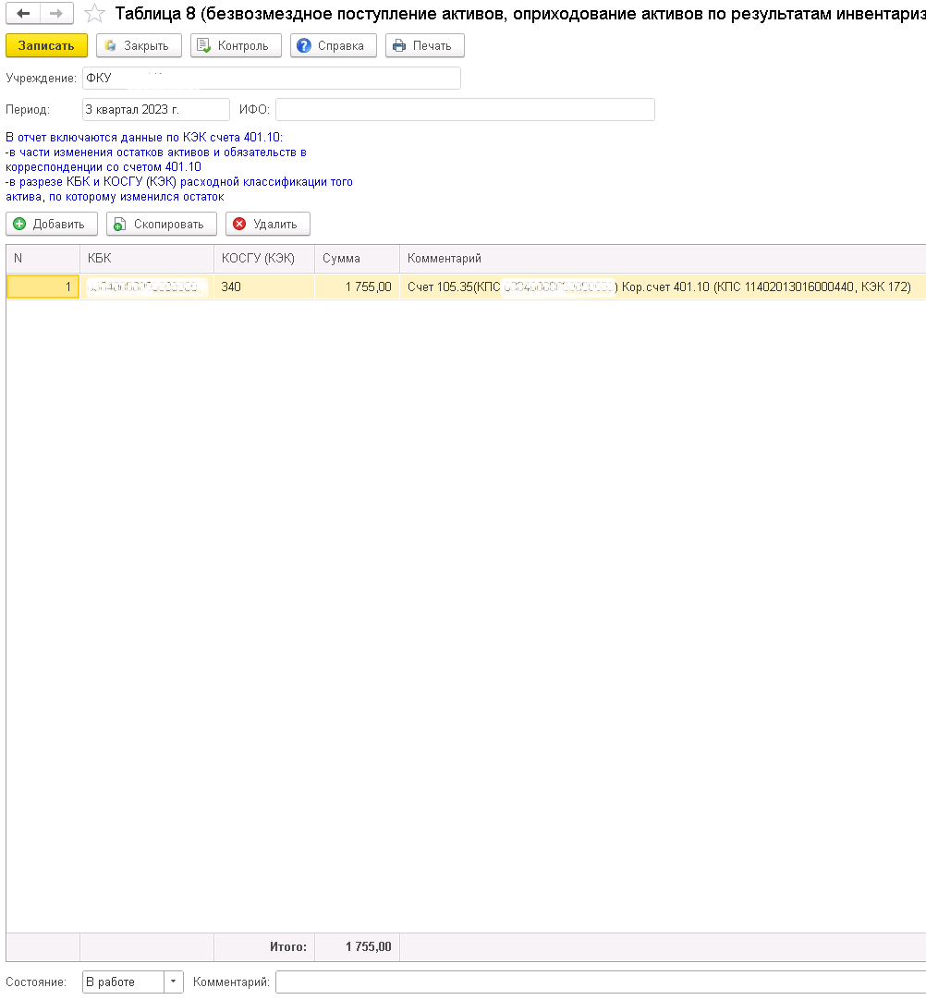 Таблица 8 (безвозмездное поступление активов, оприходование активов по результатам инвентариз
Записать Закрыть Контроль Справка Печать
Учреждение: ФКУ
Период: 3 квартал 2023 г. ИФО:
В отчет включаются данные по КЭК счета 401.10:
-в части изменения остатков активов и обязательств в
корреспонденции со счетом 401.10
-в разрезе КБК и КОСГУ (КЭК) расходной классификации того
актива, по которому изменился остаток
Добавить Скопировать Удалить
N КБК КОСГУ (КЭК) Сумма Комментарий
1 340 1 755,00 Счет 105.35(КПС ) Кор.счет 401.10 (КПС 11402013016000440, КЭК 172)
Итого: 1 755,00
Состояние: В работе Комментарий: